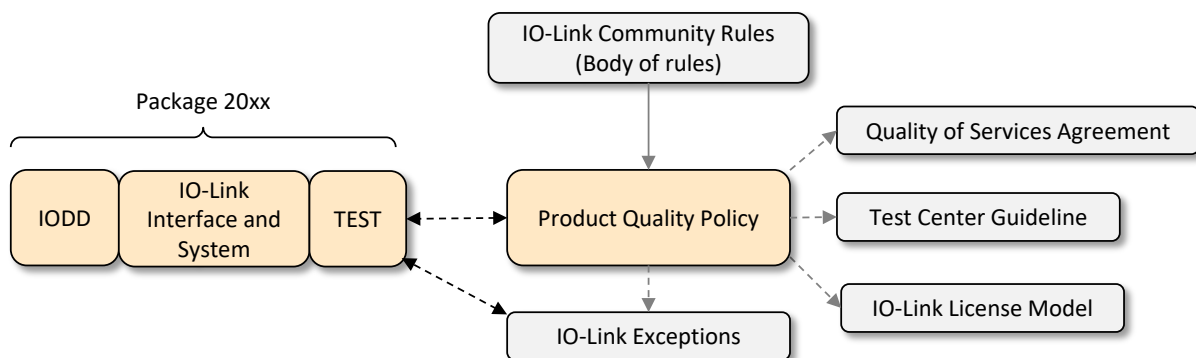 IO-Link Community Rules
(Body of rules)
Package 20xx
Quality of Services Agreement
IODD
IO-Link
Interface and
System
TEST
Product Quality Policy
Test Center Guideline
IO-Link License Model
IO-Link Exceptions